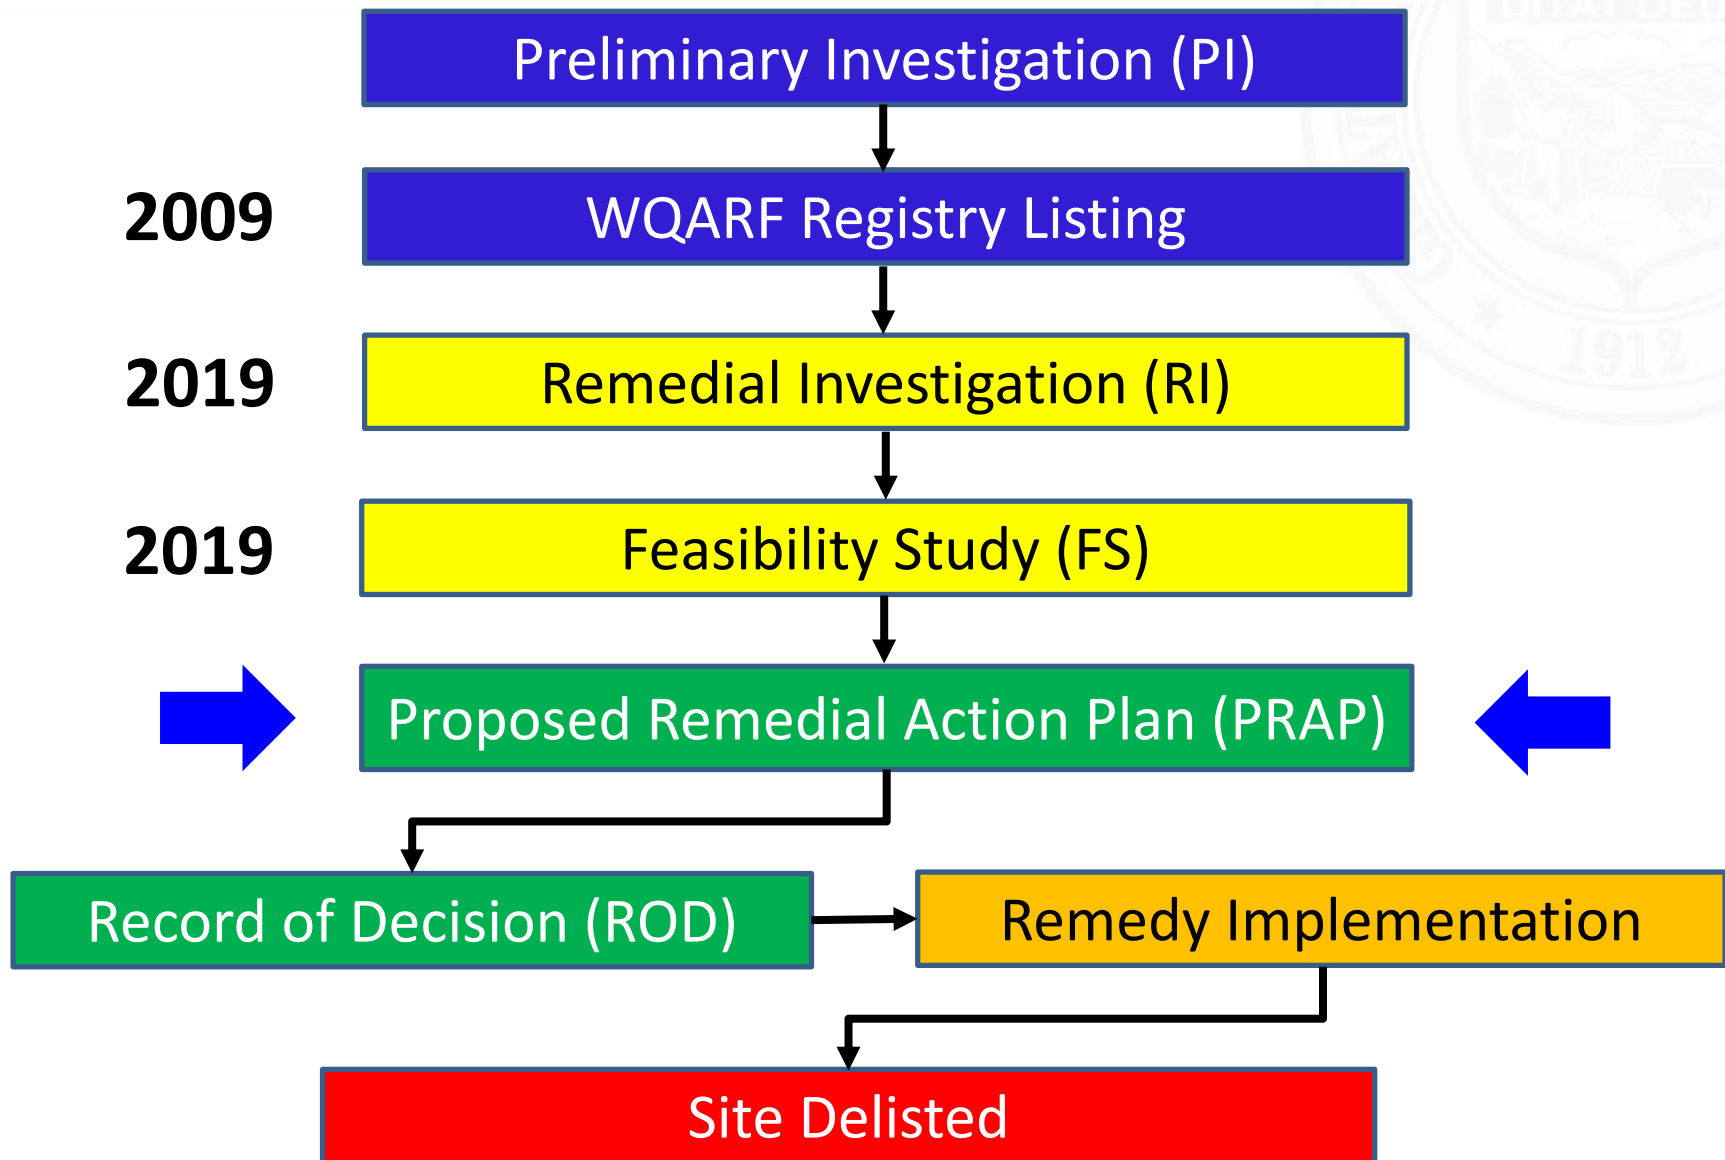 Preliminary Investigation (PI)
2009
WQARF Registry Listing
2019
Remedial Investigation (RI)
2019
Feasibility Study (FS)
Proposed Remedial Action Plan (PRAP)
Record of Decision (ROD)
Remedy Implementation
Site Delisted
1912